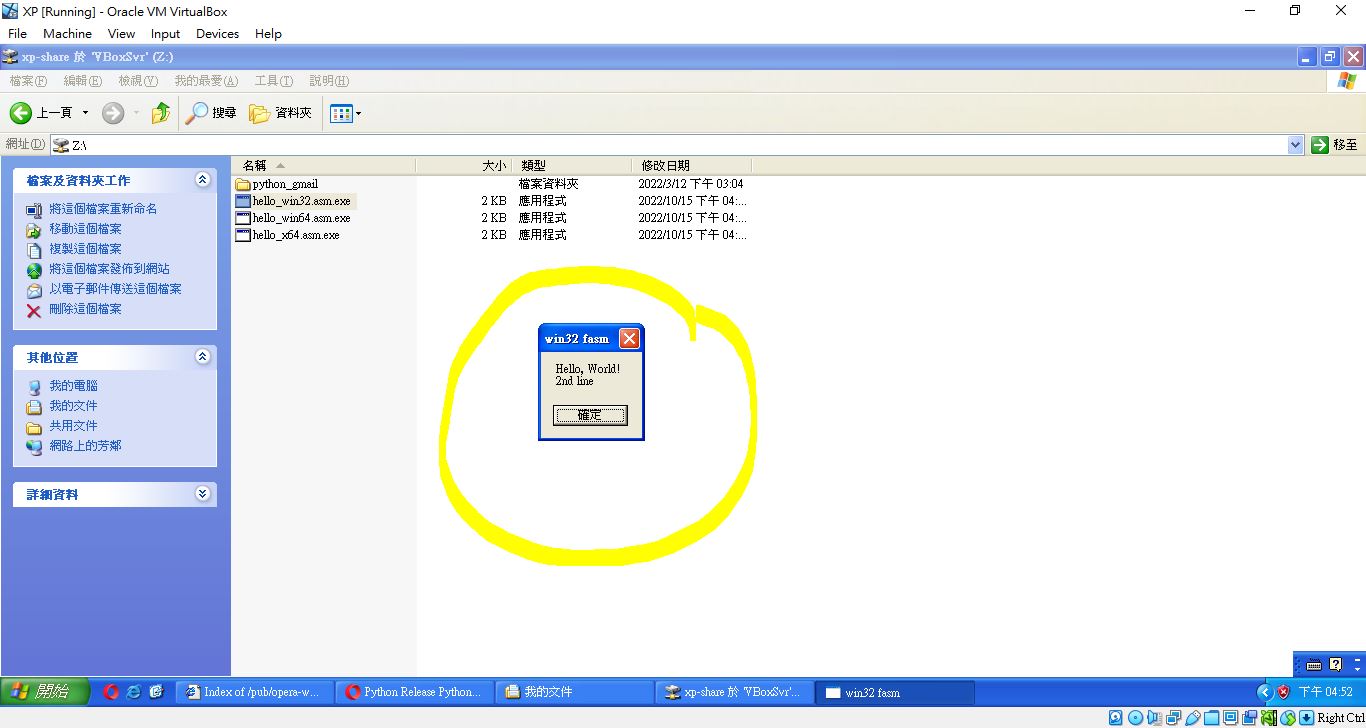 XP [Running] - Oracle VM VirtualBox
File Machine View Input Devices Help
xp-share 於 'VBoxSvr' (Z:)
檔案(F) 編輯(E) 檢視(V) 我的最愛(A) 工具(T) 說明(H)
上一頁 搜尋 資料夾
網址(D) Z:\ 移至
檔案及資料夾工作
將這個檔案重新命名
移動這個檔案
複製這個檔案
將這個檔案發佈到網站
以電子郵件傳送這個檔案
刪除這個檔案
其他位置
我的電腦
我的文件
共用文件
網路上的芳鄰
詳細資料
名稱 大小 類型 修改日期
python_gmail 檔案資料夾 2022/3/12 下午 03:04
hello_win32.asm.exe 2 KB 應用程式 2022/10/15 下午 04:...
hello_win64.asm.exe 2 KB 應用程式 2022/10/15 下午 04:...
hello_x64.asm.exe 2 KB 應用程式 2022/10/15 下午 04:...
win32 fasm
Hello, World!
2nd line
確定
開始 Index of /pub/opera-w... Python Release Python... 我的文件 xp-share 於 'VBoxSvr'... win32 fasm 下午 04:52
Right Ctrl